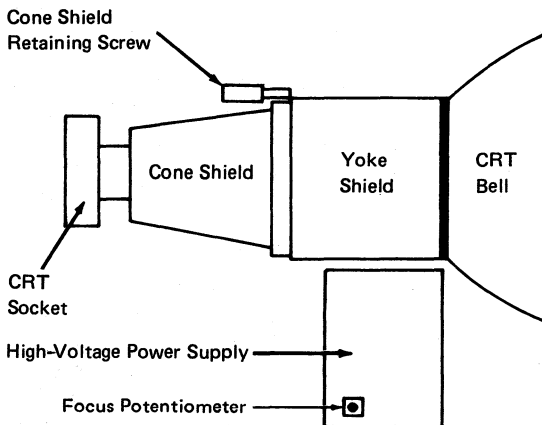 Cone Shield
Retaining Screw
Cone Shield
Yoke
Shield
CRT
Bell
CRT
Socket
High-Voltage Power Supply
Focus Potentiometer